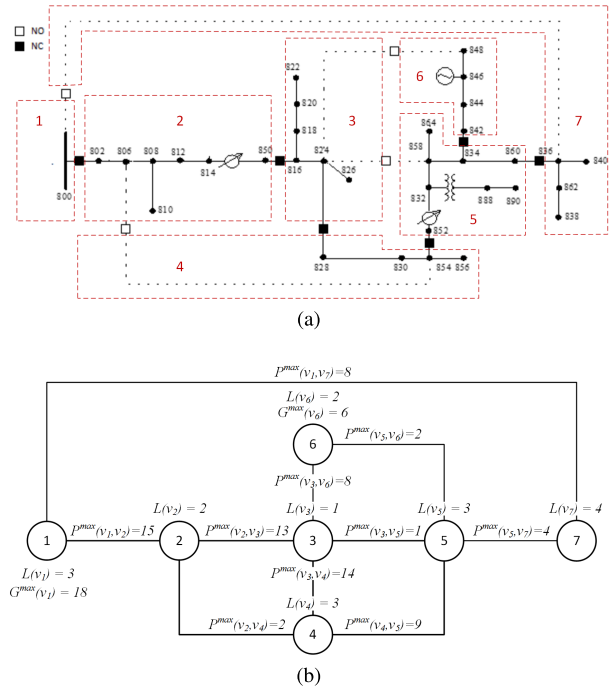 NO
NC
848
6
846
822
844
820
842
1
2
3
7
818
864
858
834
860
836
840
802
806
808
812
850
816
824
826
814
832
862
800
810
888
890
838
852
5
4
828
830
854
856
(a)
P^max(v₁,v₇)=8
L(v₆) = 2
G^max(v₆) = 6
6
P^max(v₅,v₆)=2
P^max(v₃,v₆)=8
L(v₂) = 2
L(v₃) = 1
L(v₅) = 3
L(v₇) = 4
1
P^max(v₁,v₂)=15
2
P^max(v₂,v₃)=13
3
P^max(v₃,v₅)=1
5
P^max(v₅,v₇)=4
7
L(v₁) = 3
G^max(v₁) = 18
P^max(v₃,v₄)=14
L(v₄) = 3
P^max(v₂,v₄)=2
4
P^max(v₄,v₅)=9
(b)